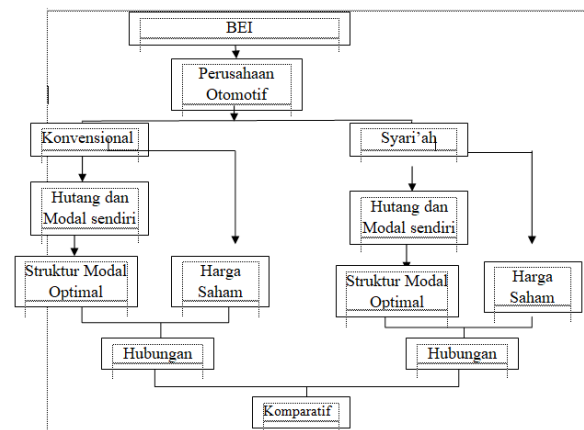 BEI
Perusahaan
Otomotif
Konvensional
Syari'ah
Hutang dan
Modal sendiri
Hutang dan
Modal sendiri
Struktur Modal
Optimal
Harga
Saham
Struktur Modal
Optimal
Harga
Saham
Hubungan
Hubungan
Komparatif